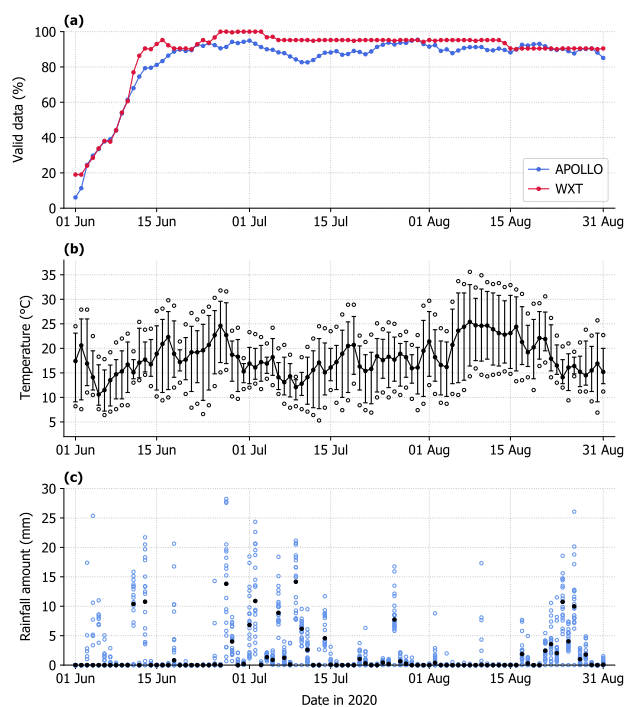 (a)
Valid data (%)
100
80
60
40
20
0
APOLLO
WXT
01 Jun 15 Jun 01 Jul 15 Jul 01 Aug 15 Aug 31 Aug
(b)
Temperature (°C)
35
30
25
20
15
10
5
01 Jun 15 Jun 01 Jul 15 Jul 01 Aug 15 Aug 31 Aug
(c)
Rainfall amount (mm)
30
25
20
15
10
5
0
01 Jun 15 Jun 01 Jul 15 Jul 01 Aug 15 Aug 31 Aug
Date in 2020